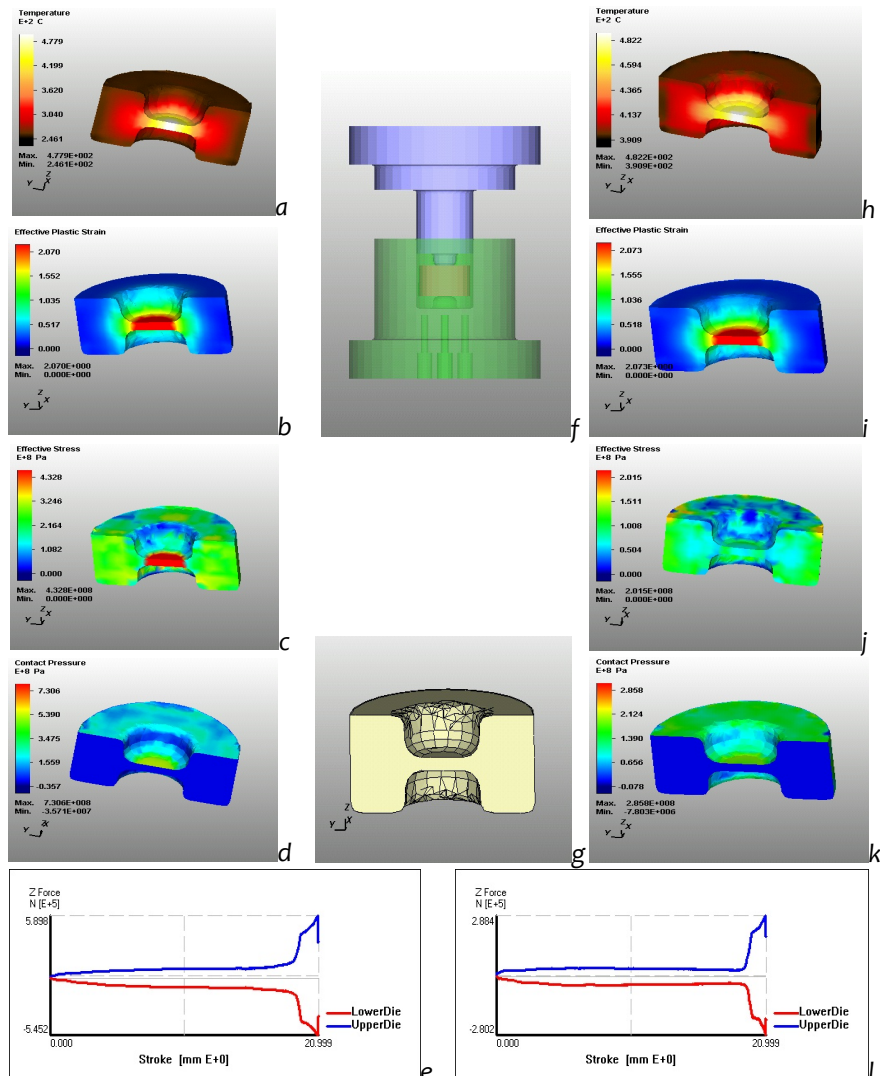 Temperature
E+2 C
4.779
4.199
3.620
3.040
2.461
Max. 4.779E+002
Min. 2.461E+002
Z
Y X
a
Effective Plastic Strain
2.070
1.552
1.035
0.517
0.000
Max. 2.070E+000
Min. 0.000E+000
Z
Y X
b
Effective Stress
E+8 Pa
4.328
3.246
2.164
1.082
0.000
Max. 4.328E+008
Min. 0.000E+000
Z
Y X
c
Contact Pressure
E+8 Pa
7.306
5.390
3.475
1.559
-0.357
Max. 7.306E+008
Min. -3.571E+007
Z
Y X
d
f
Z
Y X
g
Temperature
E+2 C
4.822
4.594
4.365
4.137
3.909
Max. 4.822E+002
Min. 3.909E+002
Z
Y X
h
Effective Plastic Strain
2.073
1.555
1.036
0.518
0.000
Max. 2.073E+000
Min. 0.000E+000
Z
Y X
i
Effective Stress
E+8 Pa
2.015
1.511
1.008
0.504
0.000
Max. 2.015E+008
Min. 0.000E+000
Z
Y X
j
Contact Pressure
E+8 Pa
2.858
2.124
1.390
0.656
-0.078
Max. 2.858E+008
Min. -7.803E+006
Z
Y X
k
Z Force
N [E+5]
5.898
-5.452
0.000
20.999
LowerDie
UpperDie
Stroke [mm E+0]
e
Z Force
N [E+5]
2.884
-2.802
0.000
20.999
LowerDie
UpperDie
Stroke [mm E+0]
l